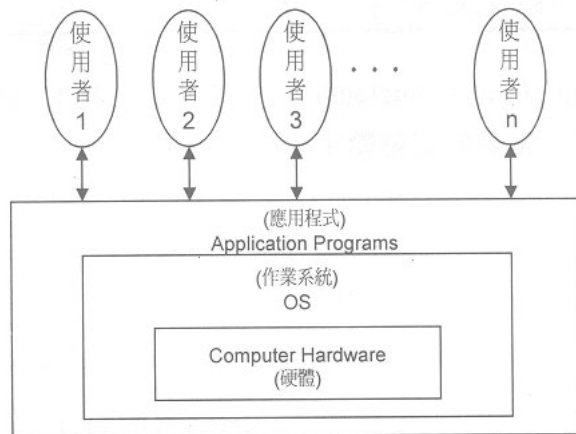 使用者1
使用者2
使用者3
...
使用者n
(應用程式)
Application Programs
(作業系統)
OS
Computer Hardware
(硬體)